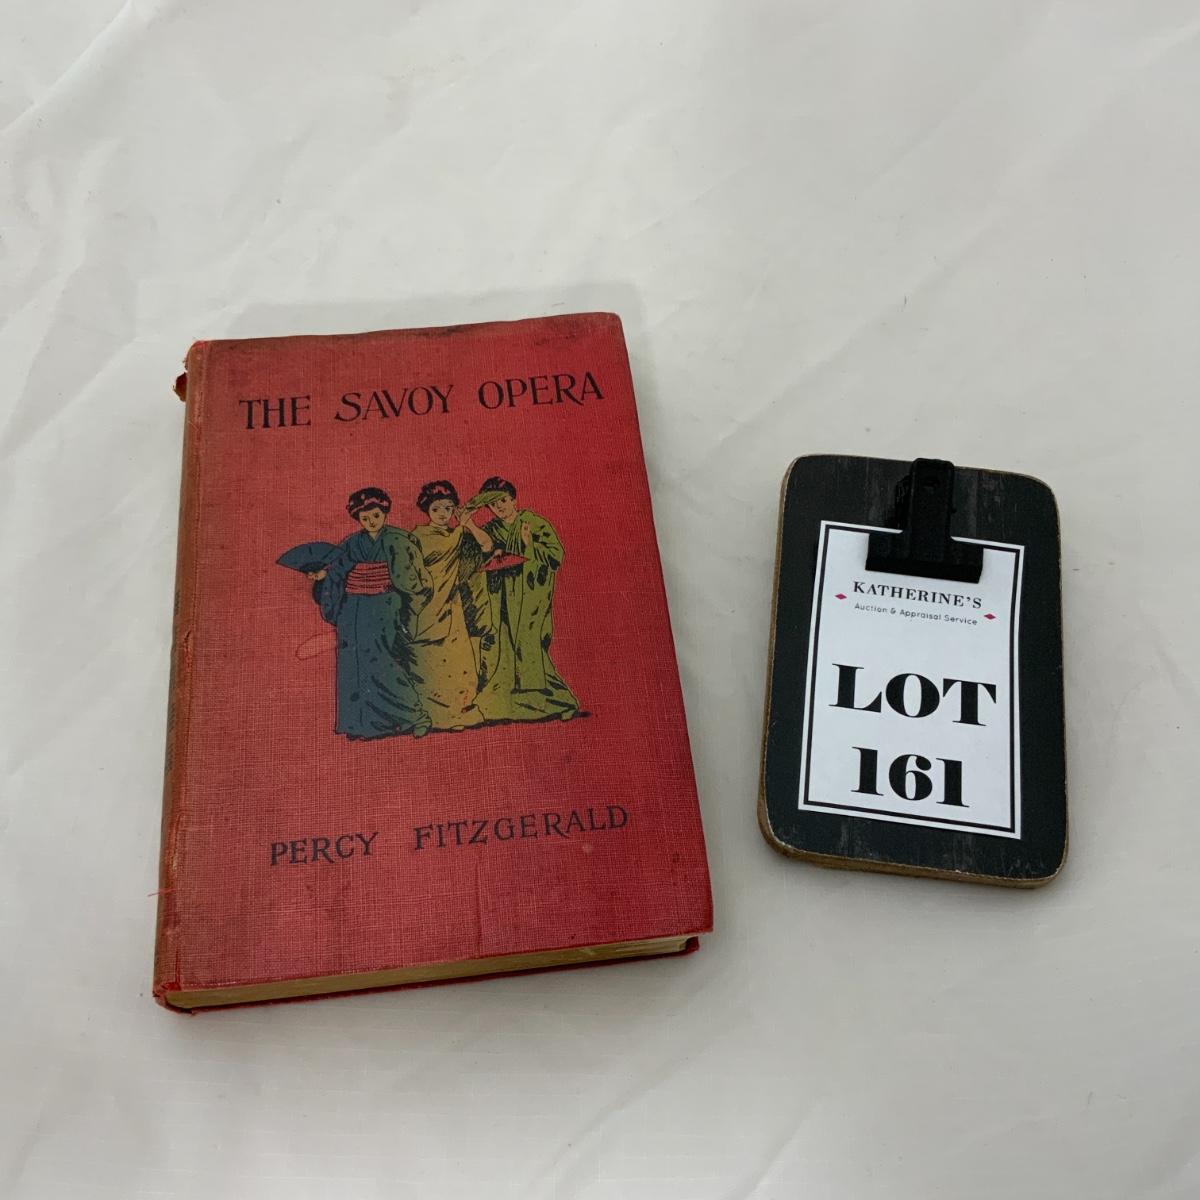 THE SAVOY OPERA
PERCY FITZGERALD
KATHERINE'S
Auction & Appraisal Service
LOT
161